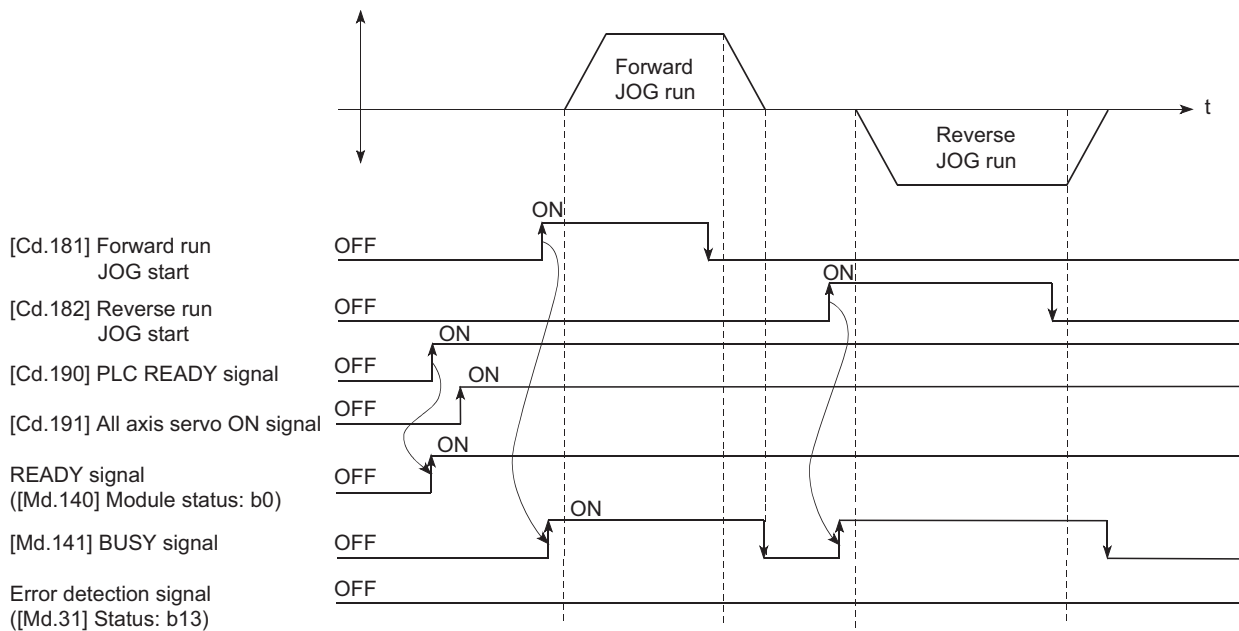 Forward
JOG run
t
Reverse
JOG run
ON
[Cd.181] Forward run
JOG start
OFF
ON
[Cd.182] Reverse run
JOG start
OFF
ON
[Cd.190] PLC READY signal
OFF
ON
[Cd.191] All axis servo ON signal
OFF
ON
READY signal
([Md.140] Module status: b0)
OFF
ON
[Md.141] BUSY signal
OFF
Error detection signal
([Md.31] Status: b13)
OFF